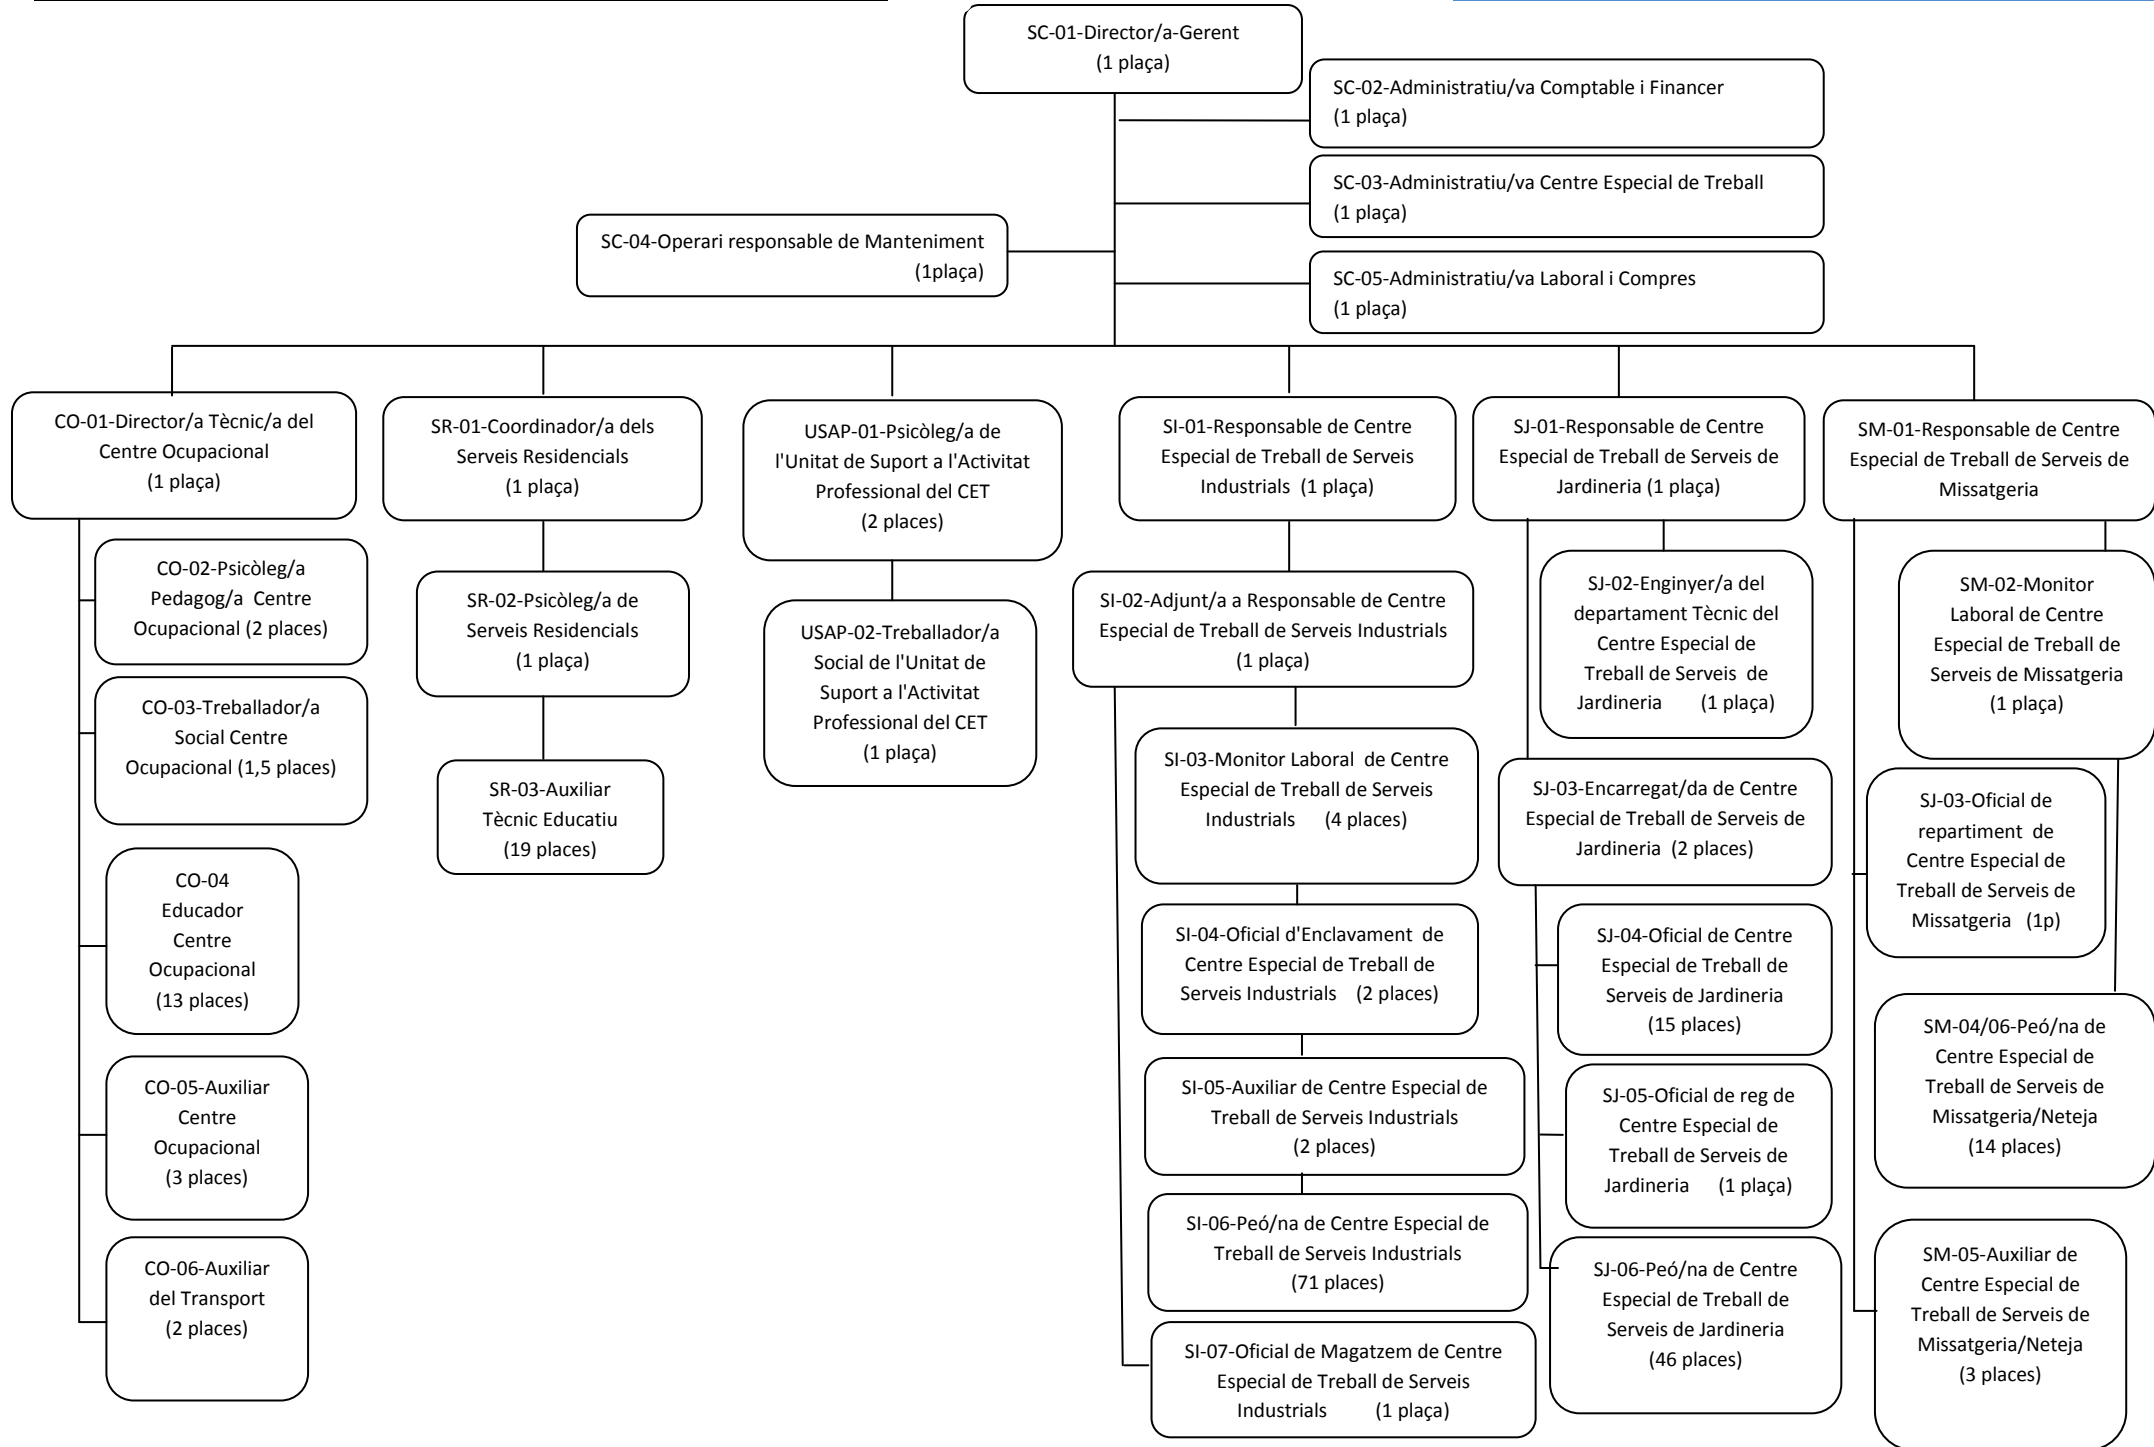 SC-01-Director/a-Gerent
(1 plaça)
SC-02-Administratiu/va Comptable i Financer
(1 plaça)
SC-03-Administratiu/va Centre Especial de Treball
(1 plaça)
SC-04-Operari responsable de Manteniment
(1plaça)
SC-05-Administratiu/va Laboral i Compres
(1 plaça)
CO-01-Director/a Tècnic/a del
Centre Ocupacional
(1 plaça)
CO-02-Psicòleg/a
Pedagog/a Centre
Ocupacional (2 places)
CO-03-Treballador/a
Social Centre
Ocupacional (1,5 places)
CO-04
Educador
Centre
Ocupacional
(13 places)
CO-05-Auxiliar
Centre
Ocupacional
(3 places)
CO-06-Auxiliar
del Transport
(2 places)
SR-01-Coordinador/a dels
Serveis Residencials
(1 plaça)
SR-02-Psicòleg/a de
Serveis Residencials
(1 plaça)
SR-03-Auxiliar
Tècnic Educatiu
(19 places)
USAP-01-Psicòleg/a de
l'Unitat de Suport a l'Activitat
Professional del CET
(2 places)
USAP-02-Treballador/a
Social de l'Unitat de
Suport a l'Activitat
Professional del CET
(1 plaça)
SI-01-Responsable de Centre
Especial de Treball de Serveis
Industrials (1 plaça)
SI-02-Adjunt/a a Responsable de Centre
Especial de Treball de Serveis Industrials
(1 plaça)
SI-03-Monitor Laboral de Centre
Especial de Treball de Serveis
Industrials (4 places)
SI-04-Oficial d'Enclavament de
Centre Especial de Treball de
Serveis Industrials (2 places)
SI-05-Auxiliar de Centre Especial de
Treball de Serveis Industrials
(2 places)
SI-06-Peó/na de Centre Especial de
Treball de Serveis Industrials
(71 places)
SI-07-Oficial de Magatzem de Centre
Especial de Treball de Serveis
Industrials (1 plaça)
SJ-01-Responsable de Centre
Especial de Treball de Serveis de
Jardineria (1 plaça)
SJ-02-Enginyer/a del
departament Tècnic del
Centre Especial de
Treball de Serveis de
Jardineria (1 plaça)
SJ-03-Encarregat/da de Centre
Especial de Treball de Serveis de
Jardineria (2 places)
SJ-04-Oficial de Centre
Especial de Treball de
Serveis de Jardineria
(15 places)
SJ-05-Oficial de reg de
Centre Especial de
Treball de Serveis de
Jardineria (1 plaça)
SJ-06-Peó/na de Centre
Especial de Treball de
Serveis de Jardineria
(46 places)
SM-01-Responsable de Centre
Especial de Treball de Serveis de
Missatgeria
SM-02-Monitor
Laboral de Centre
Especial de Treball de
Serveis de Missatgeria
(1 plaça)
SJ-03-Oficial de
repartiment de
Centre Especial de
Treball de Serveis de
Missatgeria (1p)
SM-04/06-Peó/na de
Centre Especial de
Treball de Serveis de
Missatgeria/Neteja
(14 places)
SM-05-Auxiliar de
Centre Especial de
Treball de Serveis de
Missatgeria/Neteja
(3 places)